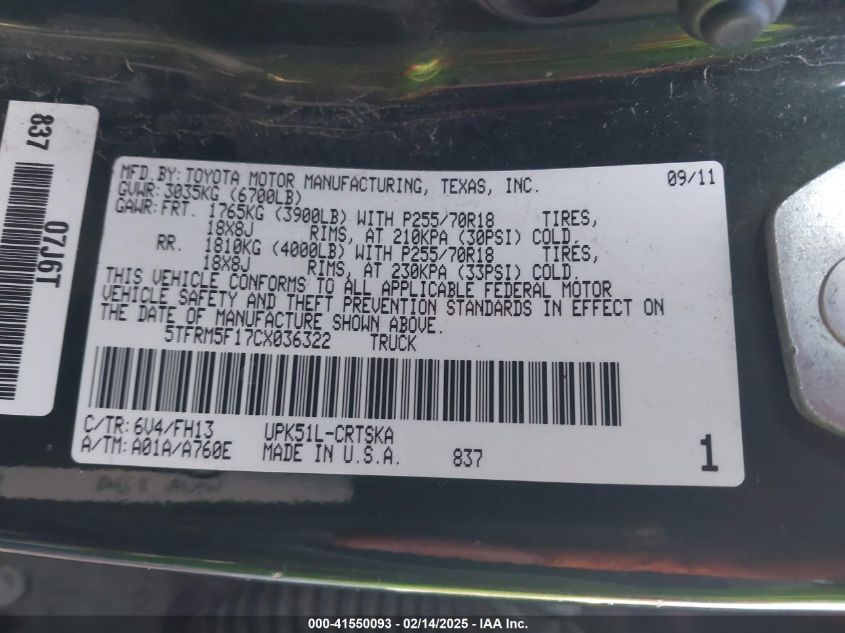 837
07J6T
MFD.BY:TOYOTA MOTOR MANUFACTURING, TEXAS, INC. 09/11
GVWR:3035KG (6700LB)
GAWR:FRT. 1765KG (3900LB) WITH P255/70R18 TIRES,
18X8J RIMS, AT 210KPA (30PSI) COLD,
RR. 1810KG (4000LB) WITH P255/70R18 TIRES,
18X8J RIMS, AT 230KPA (33PSI) COLD.
THIS VEHICLE CONFORMS TO ALL APPLICABLE FEDERAL MOTOR
VEHICLE SAFETY AND THEFT PREVENTION STANDARDS IN EFFECT ON
THE DATE OF MANUFACTURE SHOWN ABOVE.
5TFRM5F17CX036322 TRUCK
C/TR:6V4/FH13 UPK51L-CRTSKA
A/TM:A01A/A760E MADE IN U.S.A. 837 1
000-41550093 - 02/14/2025 - IAA Inc.